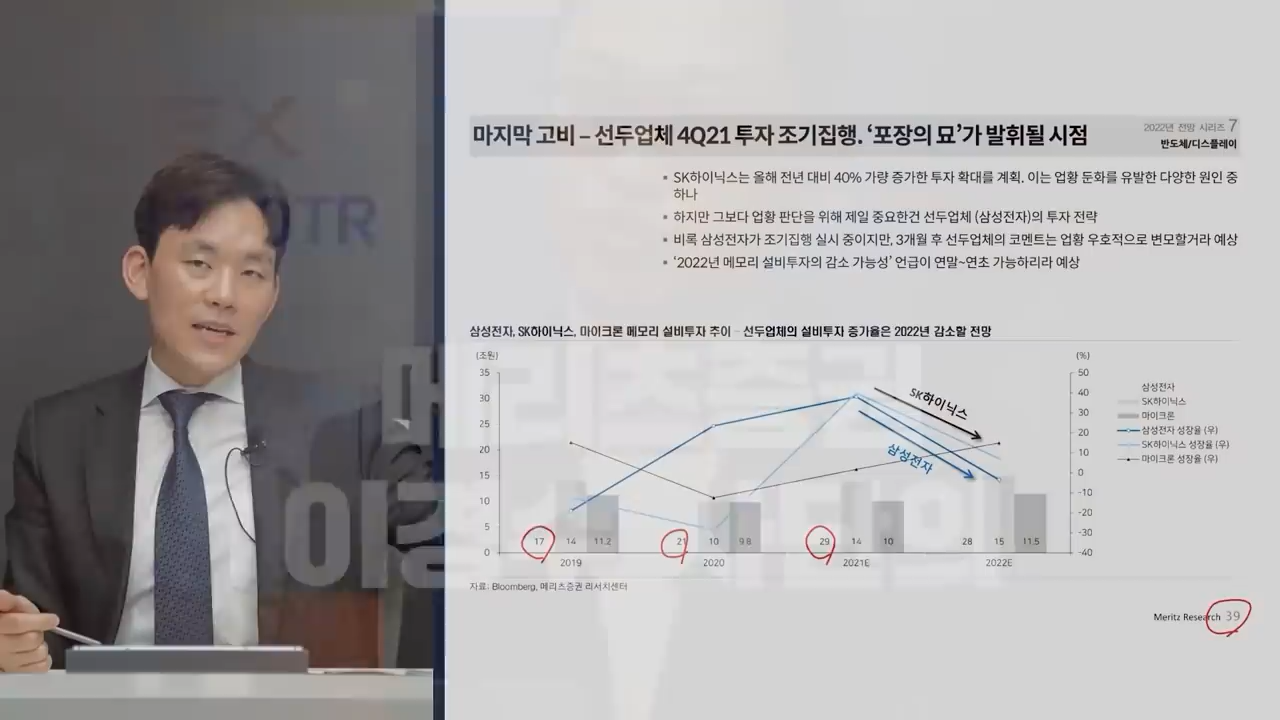 마지막 고비 – 선두업체 4Q21 투자 조기집행. ‘포장의 묘’가 발휘될 시점
2022년 전망 시리즈 7
반도체/디스플레이
▪ SK하이닉스는 올해 전년 대비 40% 가량 증가한 투자 확대를 계획. 이는 업황 둔화를 유발한 다양한 원인 중
하나
▪ 하지만 그보다 업황 판단을 위해 제일 중요한건 선두업체 (삼성전자)의 투자 전략
▪ 비록 삼성전자가 조기집행 실시 중이지만, 3개월 후 선두업체의 코멘트는 업황 우호적으로 변모할거라 예상
▪ ‘2022년 메모리 설비투자의 감소 가능성’ 언급이 연말~연초 가능하리라 예상
삼성전자, SK하이닉스, 마이크론 메모리 설비투자 추이 – 선두업체의 설비투자 증가율은 2022년 감소할 전망
(조원)
(%)
35
30
25
20
15
10
5
0
50
40
30
20
10
0
-10
-20
-30
-40
SK하이닉스
삼성전자
17 14 11.2
21 10 9.8
29 14 10
28 15 11.5
2019 2020 2021E 2022E
삼성전자
SK하이닉스
마이크론
삼성전자 성장율 (우)
SK하이닉스 성장율 (우)
마이크론 성장율 (우)
자료: Bloomberg, 메리츠증권 리서치센터
Meritz Research 39
메리츠증권